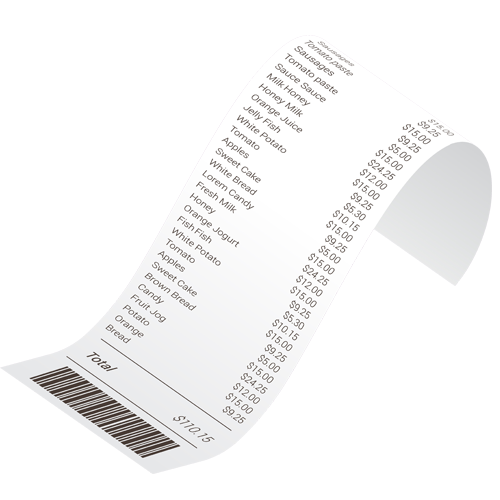 Sausages
Tomato paste
Sausages
Tomato paste
Sauce Sauce
Milk Honey
Honey Milk
Orange Juice
Jelly Fish
White Potato
Tomato
Apples
Sweet Cake
White Bread
Lorem Candy
Fresh Milk
Honey
Orange Jogurt
Fish Fish
White Potato
Tomato
Apples
Sweet Cake
Brown Bread
Candy
Fruit Jog
Potato
Orange
Bread
$15.00
$9.25
$15.00
$9.25
$5.00
$15.00
$24.25
$12.00
$15.00
$9.25
$5.30
$10.15
$15.00
$9.25
$5.00
$15.00
$24.25
$12.00
$15.00
$9.25
$5.30
$10.15
$15.00
$9.25
$5.00
$15.00
$24.25
$12.00
$15.00
$9.25
Total $110.15